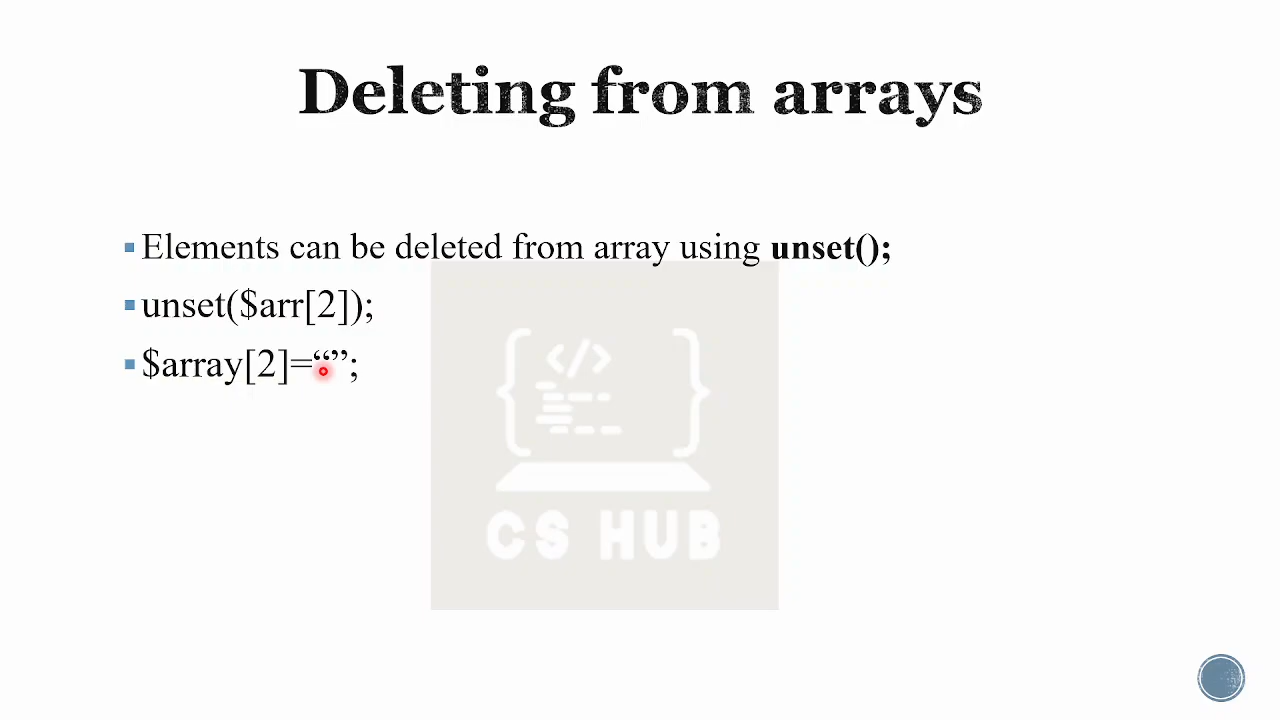 Deleting from arrays
Elements can be deleted from array using unset();
unset($arr[2]);
$array[2]=“”;
</>
CS HUB